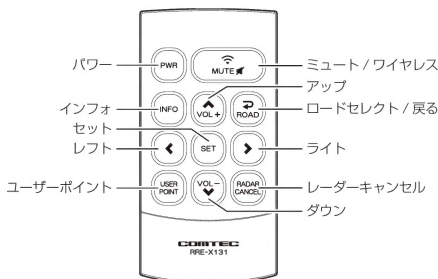 パワー
PWR
MUTE
ミュート / ワイヤレス
アップ
インフォ
INFO
VOL +
ROAD
ロードセレクト / 戻る
セット
レフト
SET
ライト
ユーザーポイント
USER
POINT
VOL −
RADAR
CANCEL
レーダーキャンセル
ダウン
COMTEC
RRE-X131